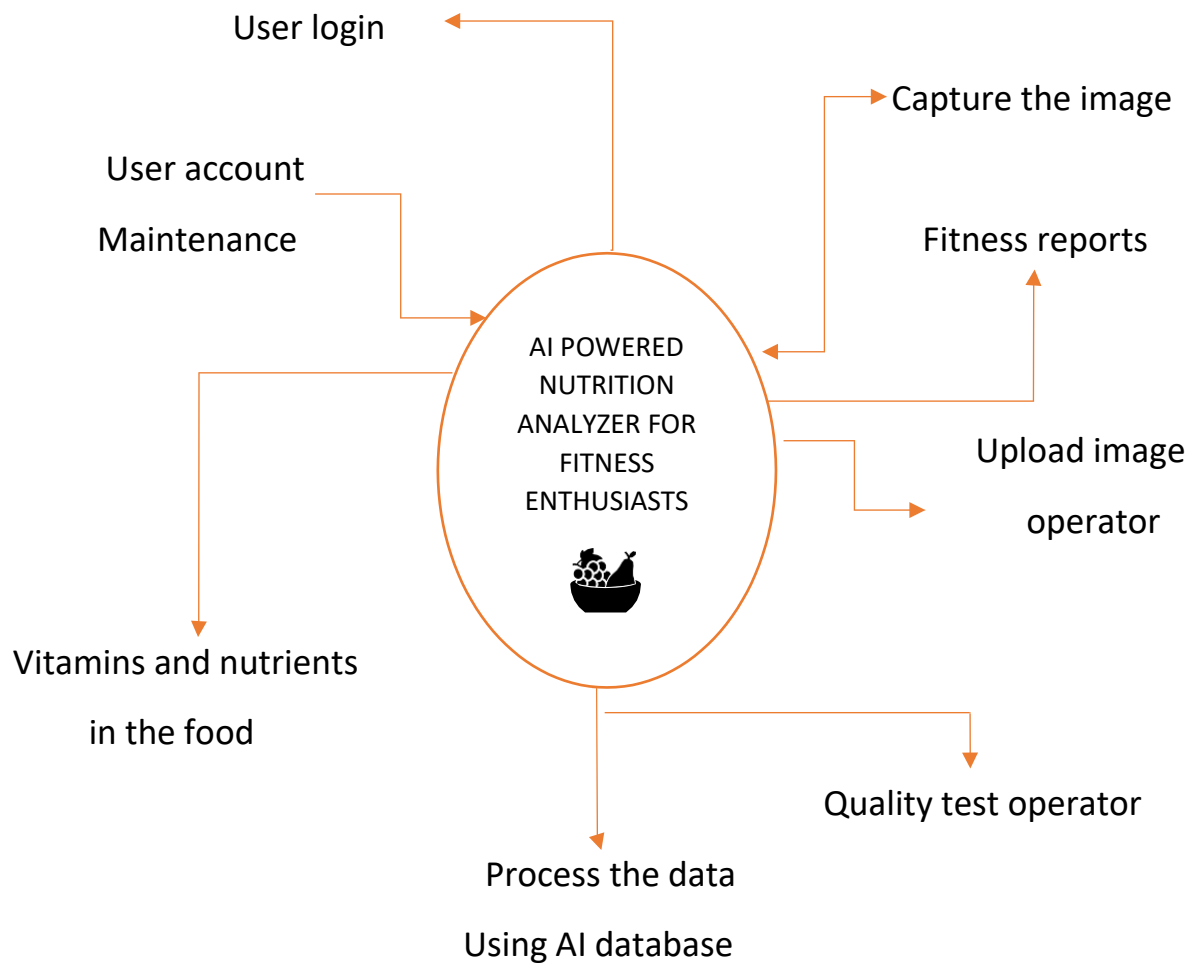 User login
Capture the image
User account
Maintenance
Fitness reports
AI POWERED
NUTRITION
ANALYZER FOR
FITNESS
ENTHUSIASTS
Upload image
operator
Vitamins and nutrients
in the food
Quality test operator
Process the data
Using AI database